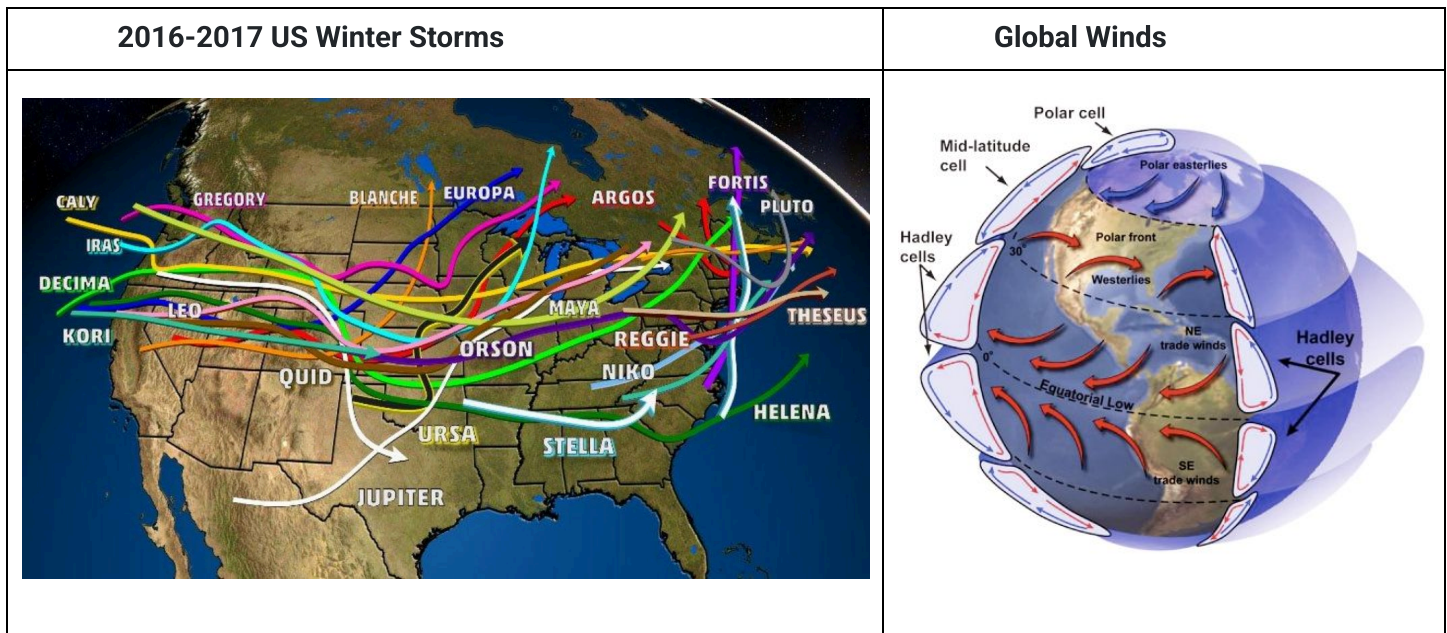 2016-2017 US Winter Storms
Global Winds
CALY
GREGORY
BLANCHE
EUROPA
ARGOS
FORTIS
PLUTO
IRAS
DECIMA
LEO
MAYA
THESEUS
KORI
ORSON
REGGIE
QUID
NIKO
HELENA
URSA
STELLA
JUPITER
Polar cell
Mid-latitude
cell
Polar easterlies
Hadley
cells
30°
Polar front
Westerlies
NE
trade winds
Hadley
cells
0°
Equatorial Low
SE
trade winds